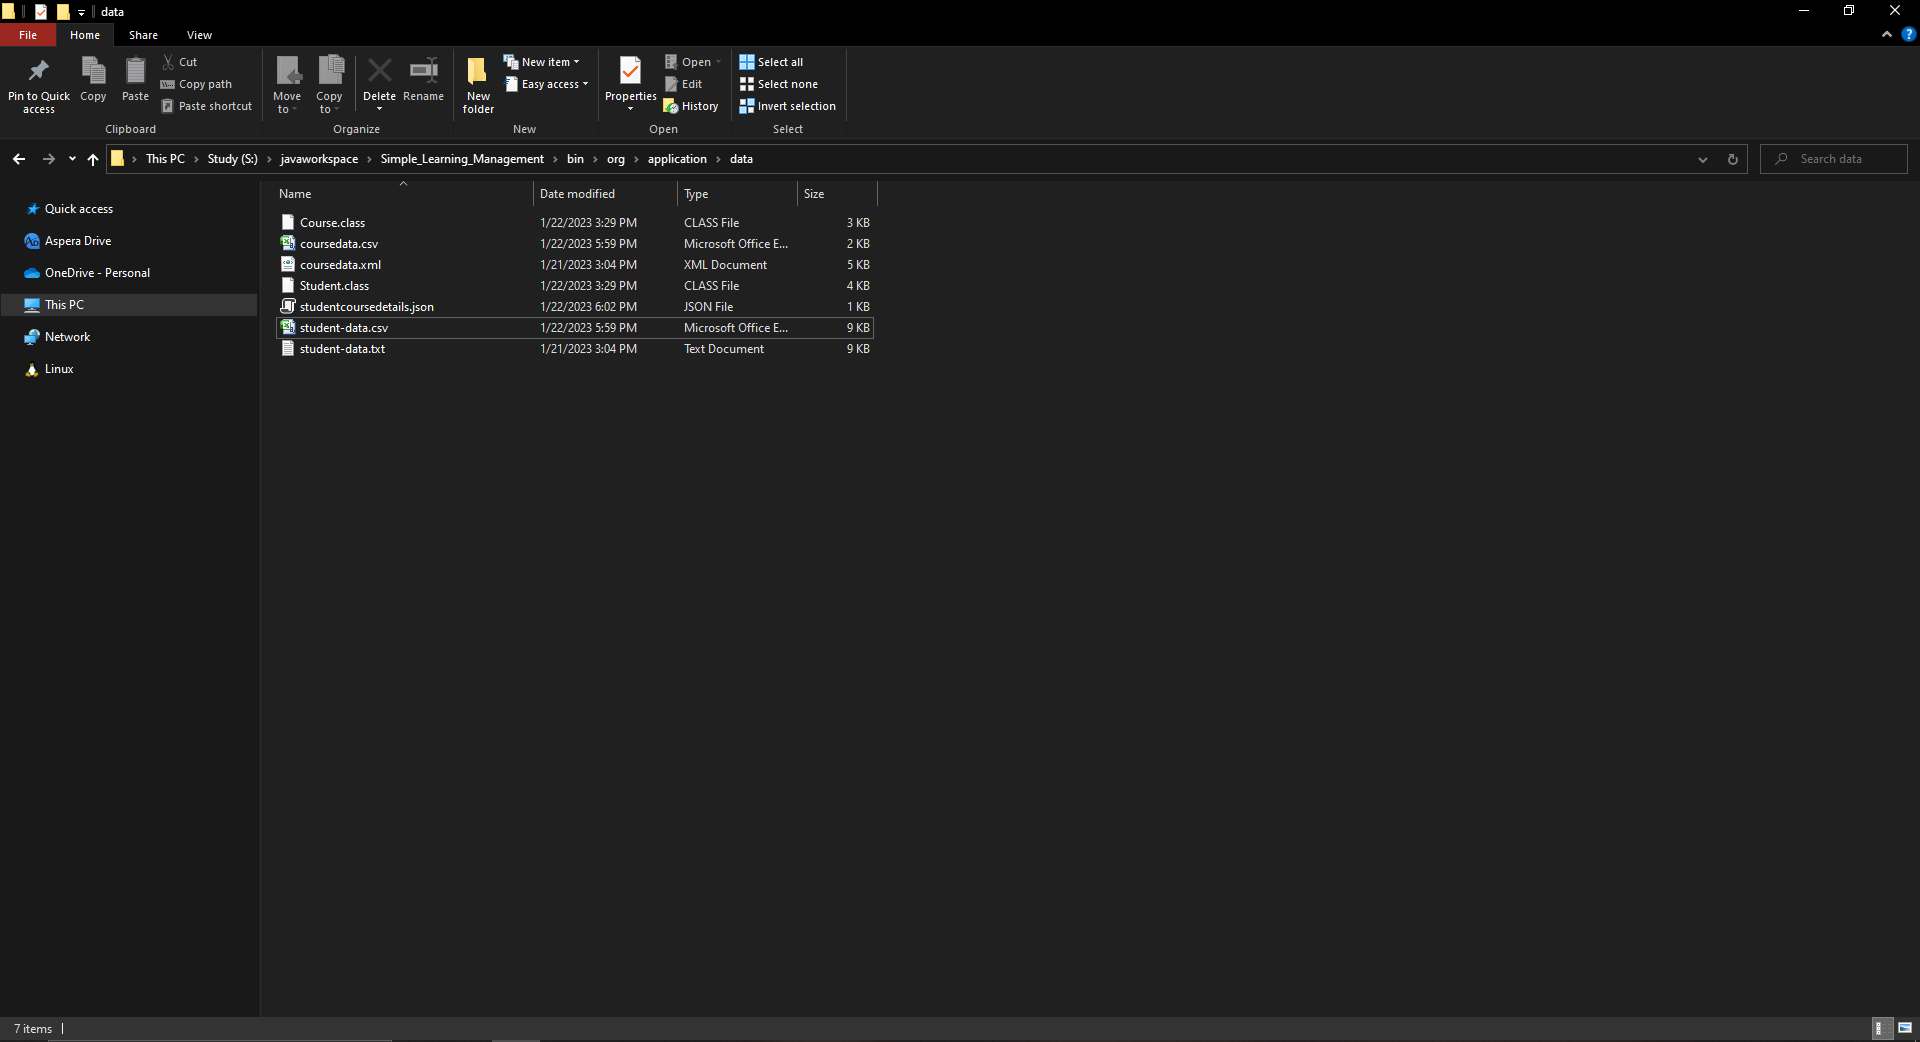 data
File Home Share View
Pin to Quick access
Copy
Paste
Cut
Copy path
Paste shortcut
Clipboard
Move to
Copy to
Delete
Rename
Organize
New folder
New item
Easy access
New
Properties
Open
Edit
History
Open
Select all
Select none
Invert selection
Select
This PC Study (S:) javaworkspace Simple_Learning_Management bin org application data
Search data
Quick access
Aspera Drive
OneDrive - Personal
This PC
Network
Linux
Name Date modified Type Size
Course.class 1/22/2023 3:29 PM CLASS File 3 KB
coursedata.csv 1/22/2023 5:59 PM Microsoft Office E... 2 KB
coursedata.xml 1/21/2023 3:04 PM XML Document 5 KB
Student.class 1/22/2023 3:29 PM CLASS File 4 KB
studentcoursedetails.json 1/22/2023 6:02 PM JSON File 1 KB
student-data.csv 1/22/2023 5:59 PM Microsoft Office E... 9 KB
student-data.txt 1/21/2023 3:04 PM Text Document 9 KB
7 items